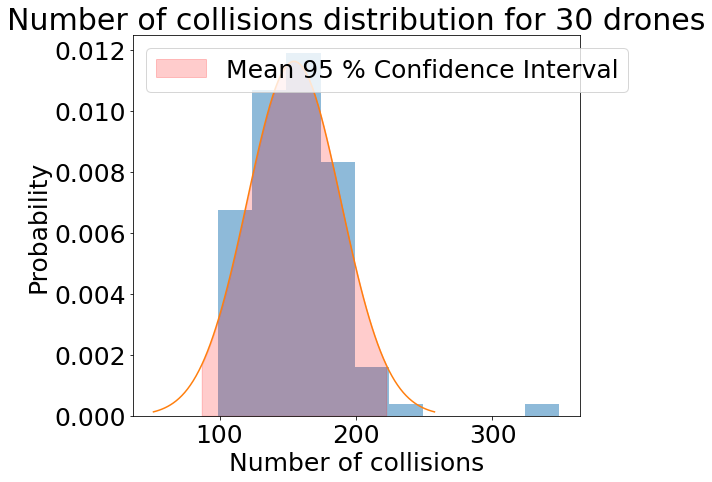 Number of collisions distribution for 30 drones
Mean 95 % Confidence Interval
Probability
0.012
0.010
0.008
0.006
0.004
0.002
0.000
100
200
300
Number of collisions